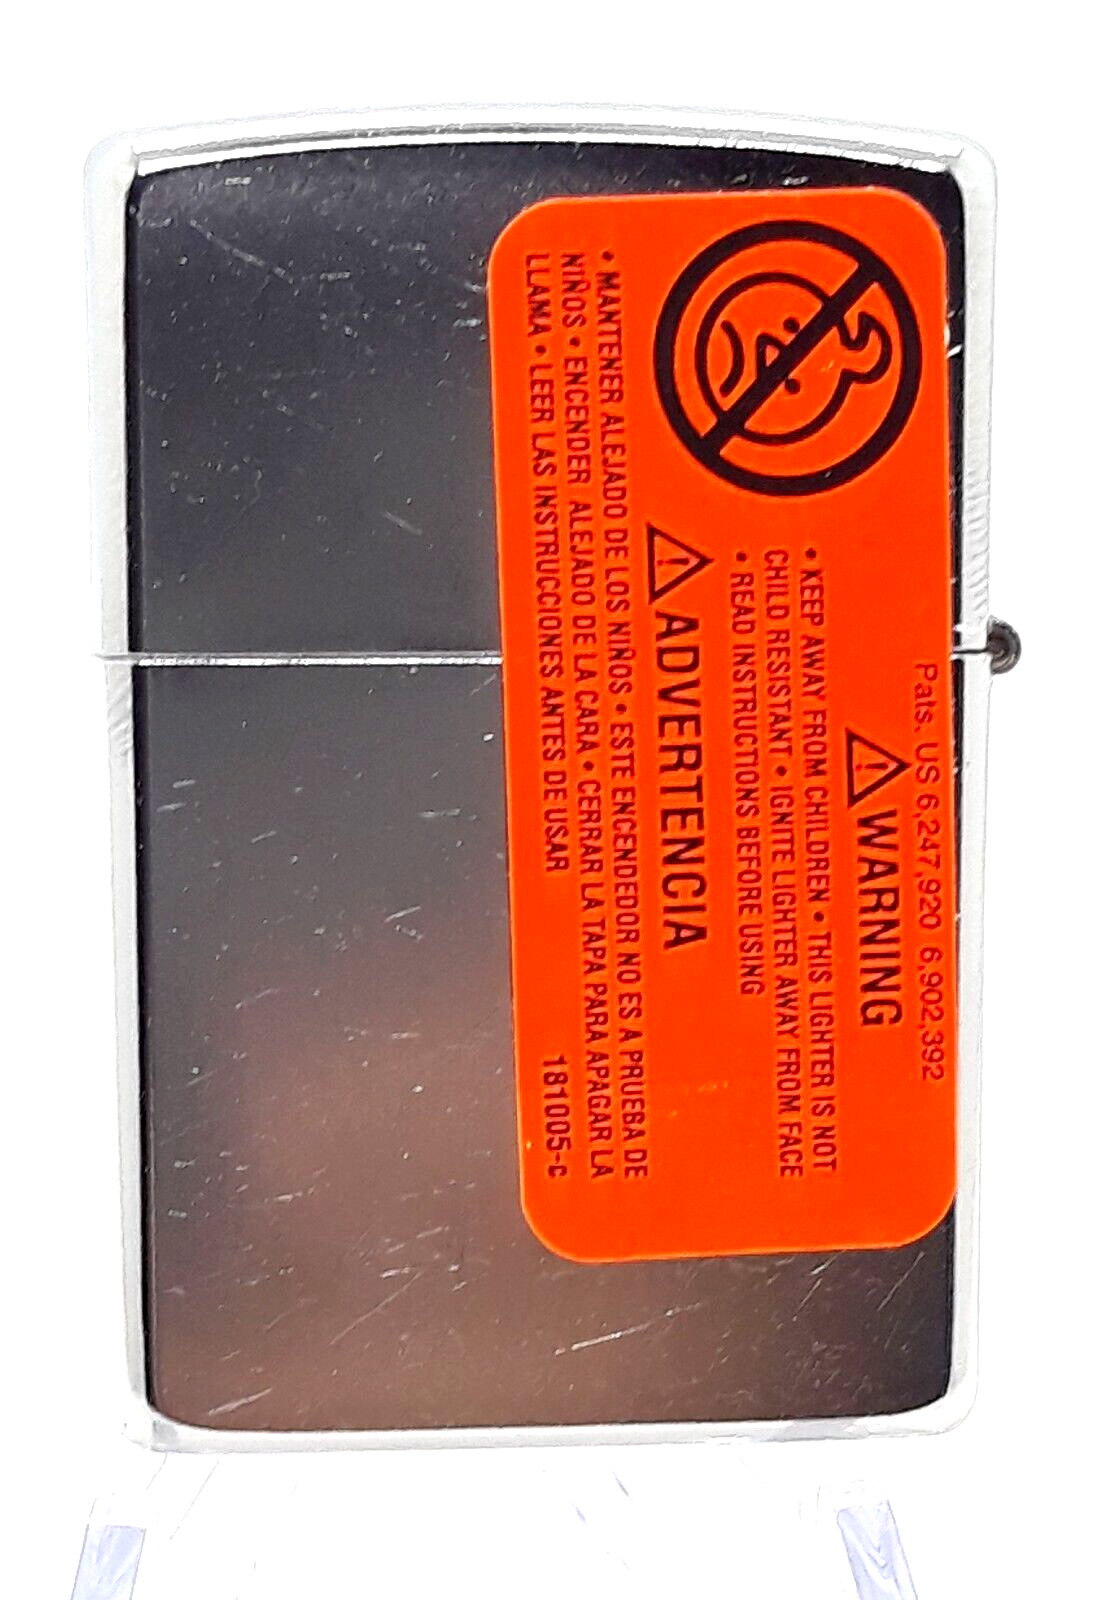 Pats. US 6,247,920 6,902,392
WARNING
• KEEP AWAY FROM CHILDREN • THIS LIGHTER IS NOT
CHILD RESISTANT • IGNITE LIGHTER AWAY FROM FACE
• READ INSTRUCTIONS BEFORE USING
ADVERTENCIA
• MANTENER ALEJADO DE LOS NIÑOS • ESTE ENCENDEDOR NO ES A PRUEBA DE
NIÑOS • ENCENDER ALEJADO DE LA CARA • CERRAR LA TAPA PARA APAGAR LA
LLAMA • LEER LAS INSTRUCCIONES ANTES DE USAR
181005-C